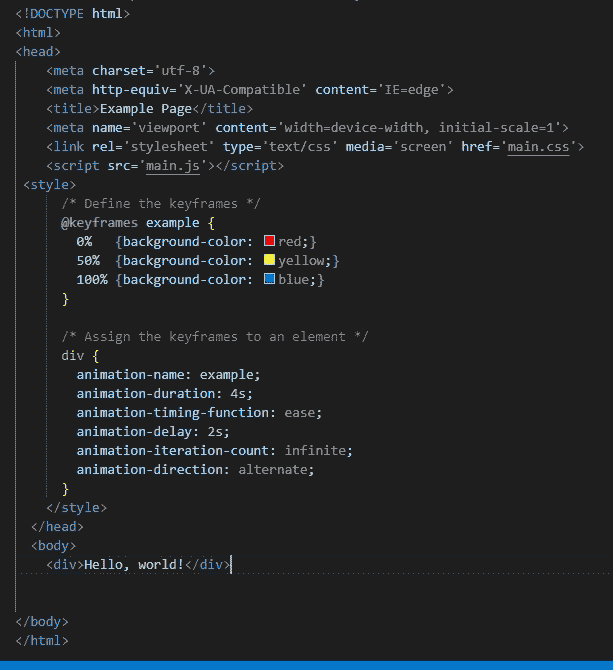 <!DOCTYPE html>
<html>
<head>
    <meta charset='utf-8'>
    <meta http-equiv='X-UA-Compatible' content='IE=edge'>
    <title>Example Page</title>
    <meta name='viewport' content='width=device-width, initial-scale=1'>
    <link rel='stylesheet' type='text/css' media='screen' href='main.css'>
    <script src='main.js'></script>
 <style>
      /* Define the keyframes */
      @keyframes example {
        0%   {background-color: red;}
        50%  {background-color: yellow;}
        100% {background-color: blue;}
      }

      /* Assign the keyframes to an element */
      div {
        animation-name: example;
        animation-duration: 4s;
        animation-timing-function: ease;
        animation-delay: 2s;
        animation-iteration-count: infinite;
        animation-direction: alternate;
      }
    </style>
  </head>
  <body>
    <div>Hello, world!</div>

</body>
</html>